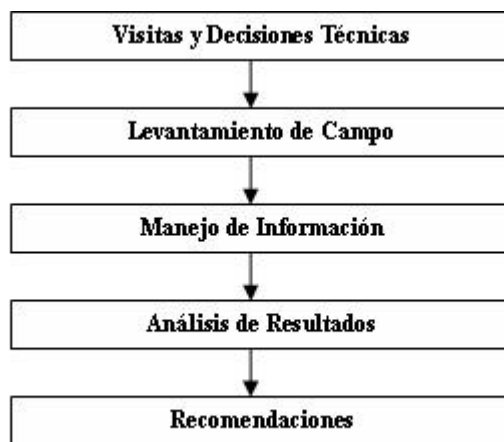 Visitas y Decisiones Técnicas
Levantamiento de Campo
Manejo de Información
Análisis de Resultados
Recomendaciones